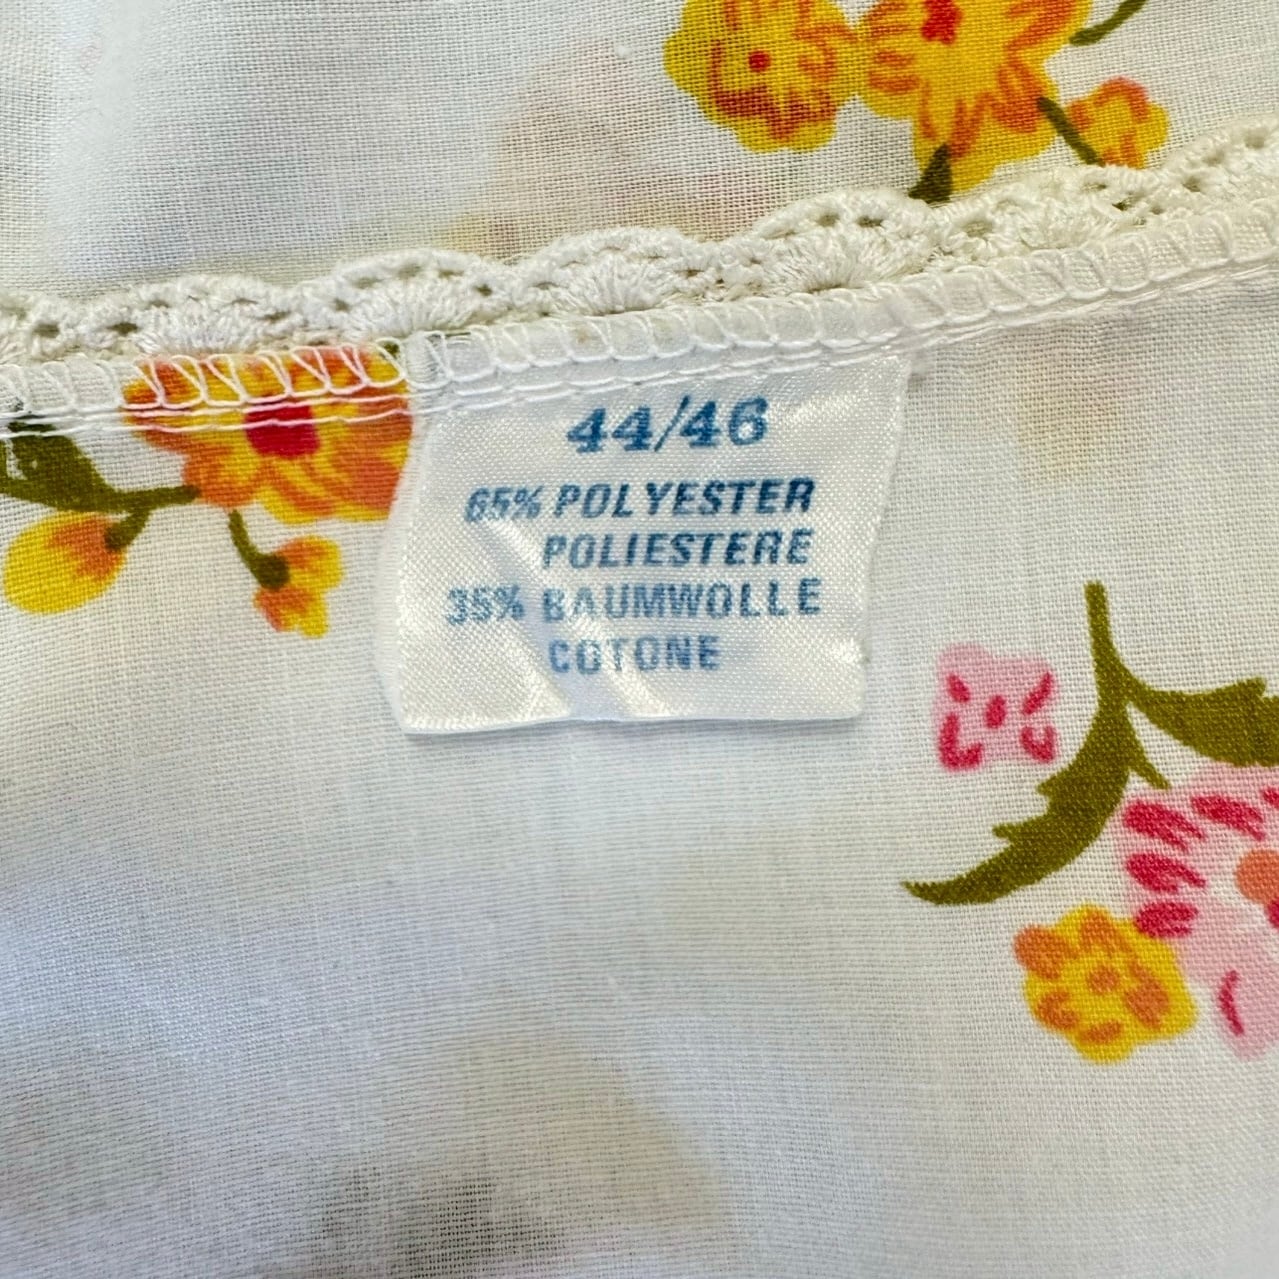 44/46
65% POLYESTER
POLIESTERE
35% BAUMWOLLE
COTONE